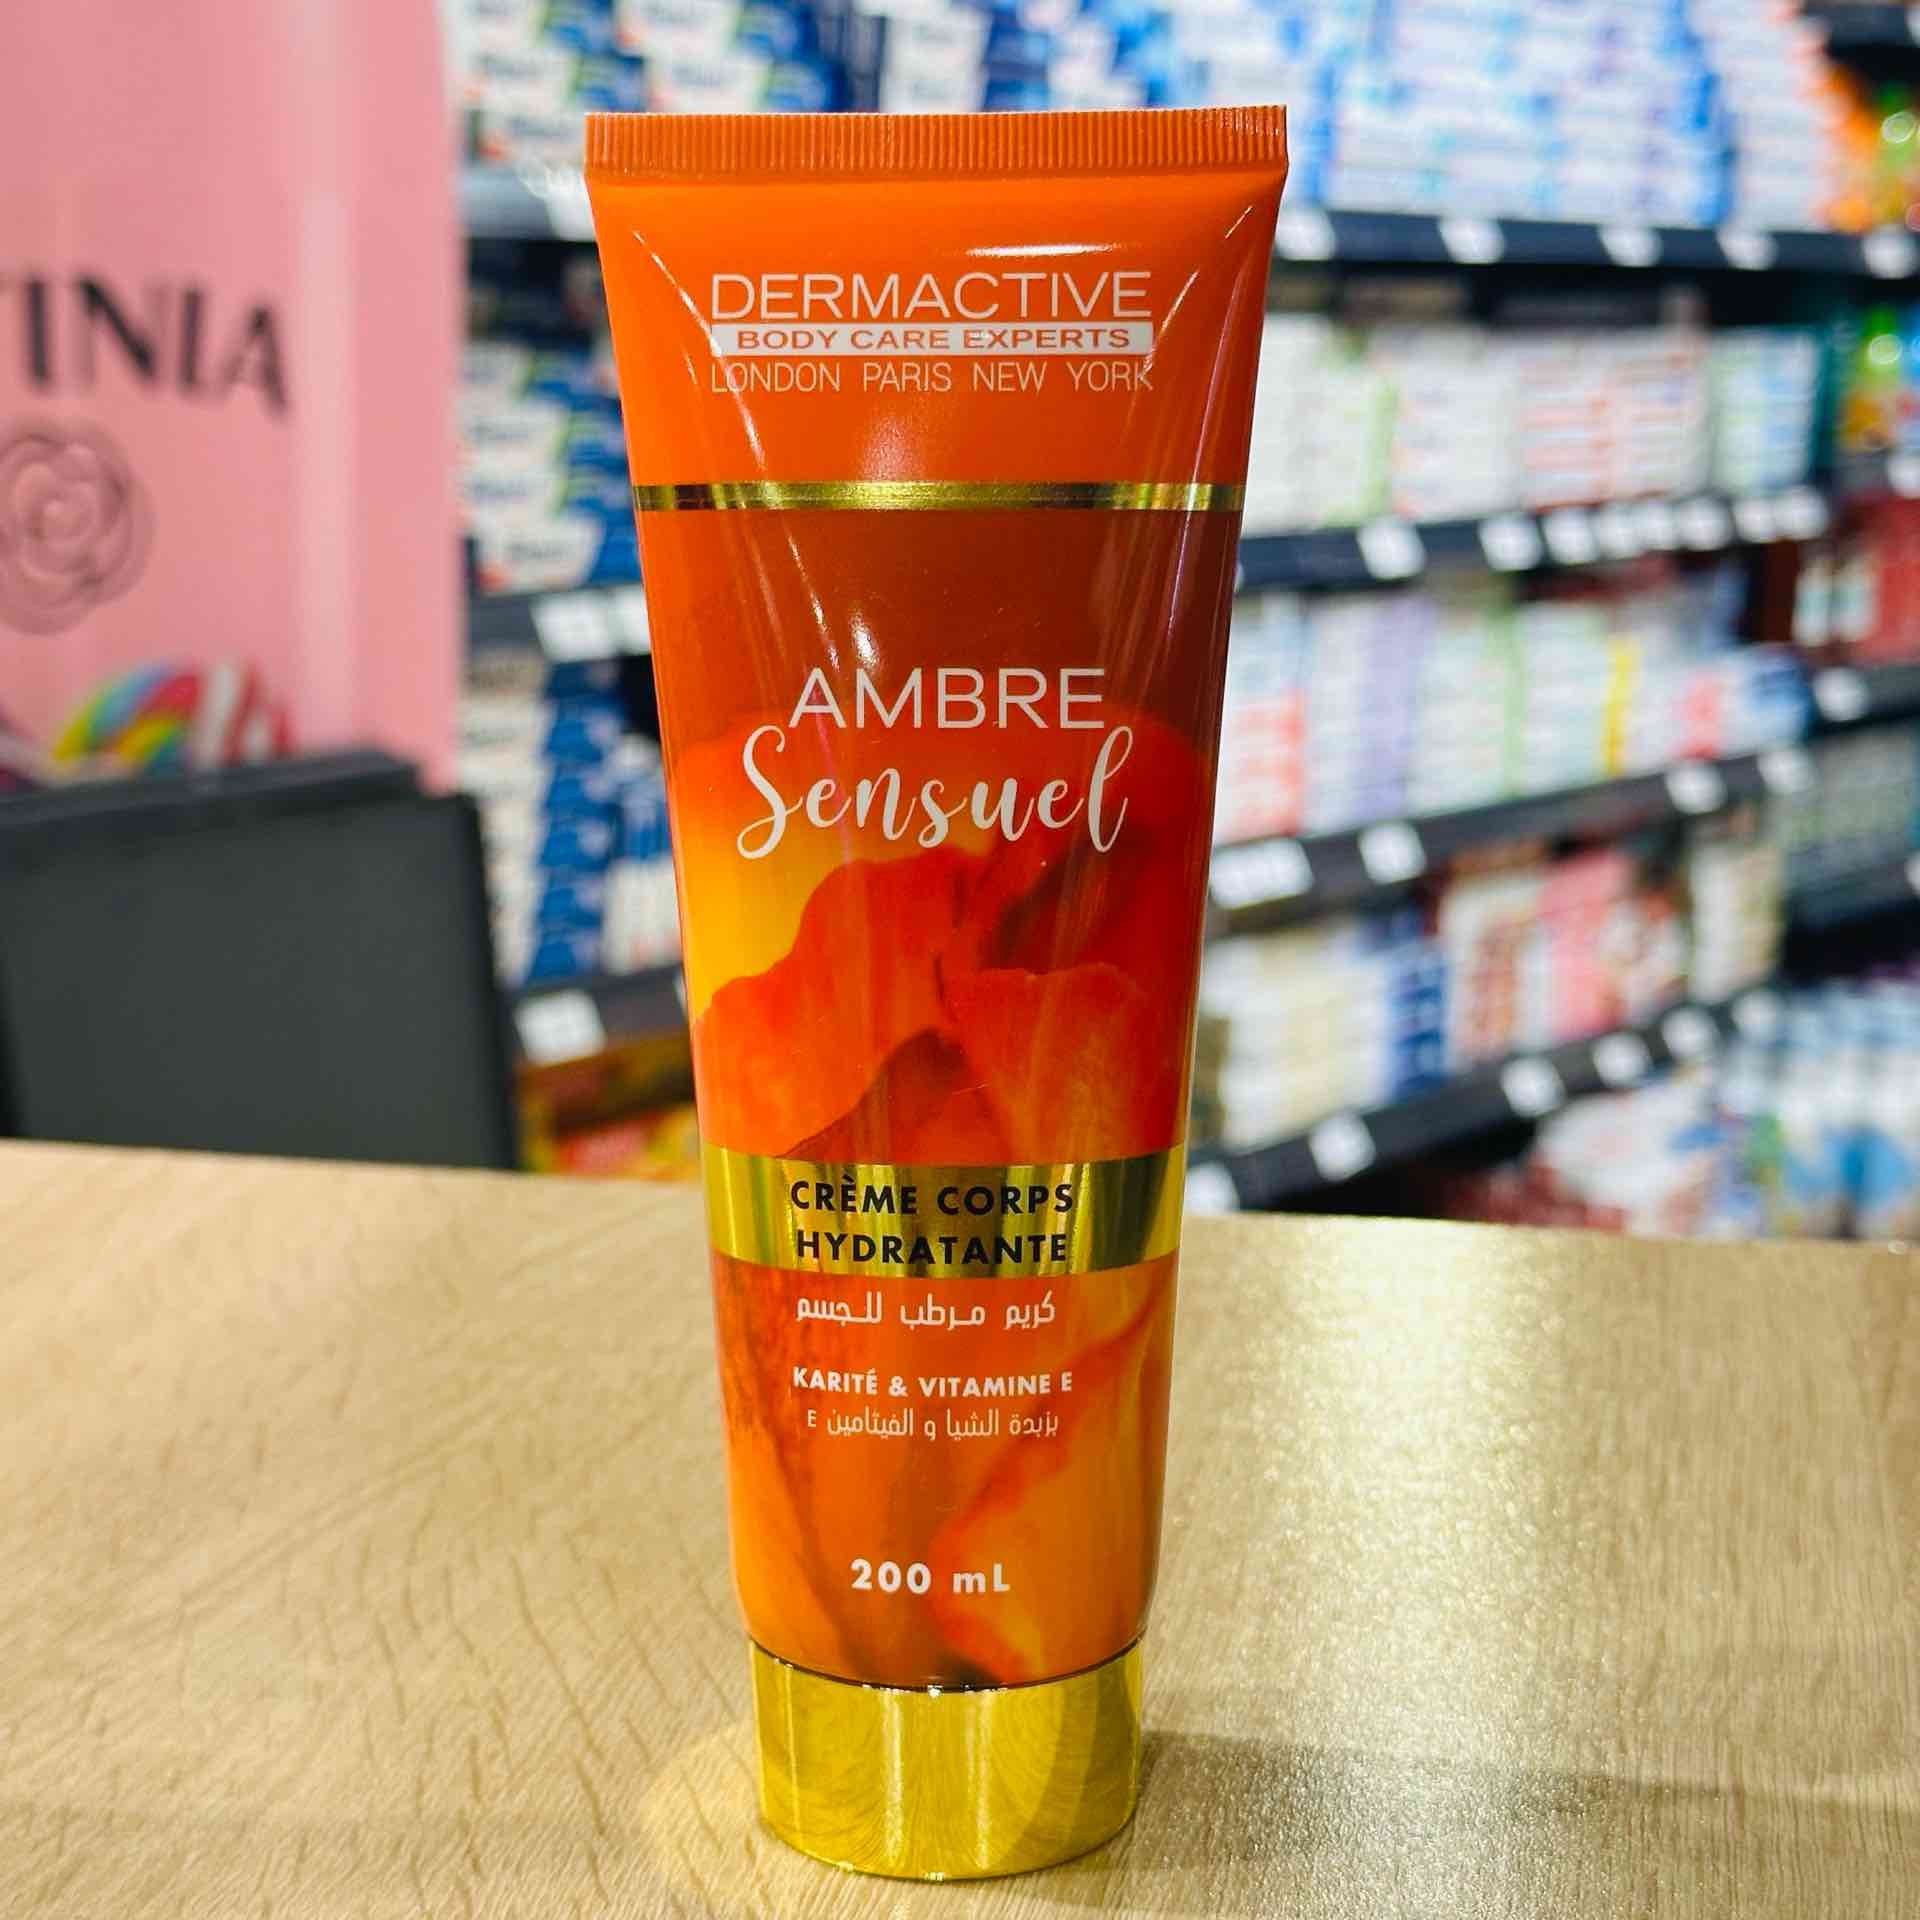 DERMACTIVE
BODY CARE EXPERTS
LONDON PARIS NEW YORK
AMBRE
Sensuel
CRÈME CORPS
HYDRATANTE
كريم مرطب للجسم
KARITÉ & VITAMINE E
بزبدة الشيا و الفيتامين E
200 mL